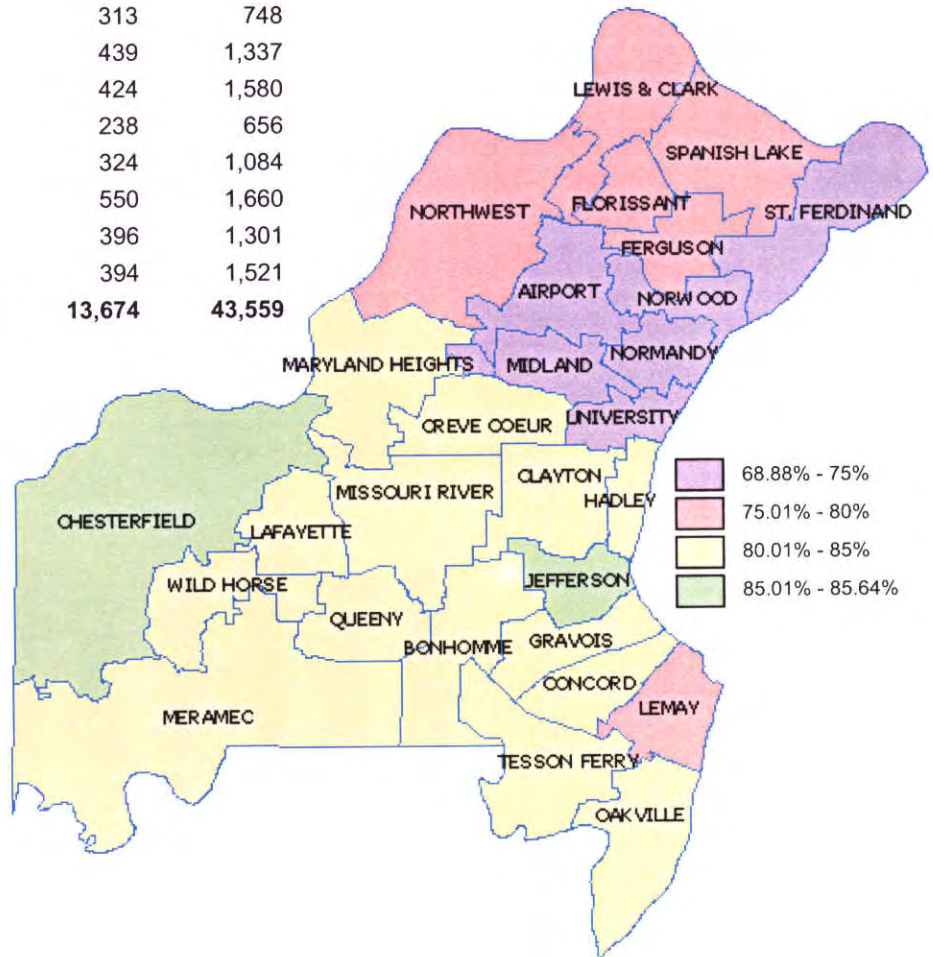 313 748
439 1,337
424 1,580
238 656
324 1,084
550 1,660
396 1,301
394 1,521
13,674 43,559
LEWIS & CLARK
SPANISH LAKE
NORTHWEST
FLORISSANT
ST. FERDINAND
FERGUSON
AIRPORT
NORWOOD
MARYLAND HEIGHTS
MIDLAND
NORMANDY
CREVE COEUR
UNIVERSITY
CHESTERFIELD
LAFAYETTE
MISSOURI RIVER
CLAYTON
HADLEY
68.88% - 75%
75.01% - 80%
80.01% - 85%
85.01% - 85.64%
WILD HORSE
QUEENY
JEFFERSON
BONHOMME
GRAVOIS
CONCORD
MERAMEC
LEMAY
TESSON FERRY
OAKVILLE